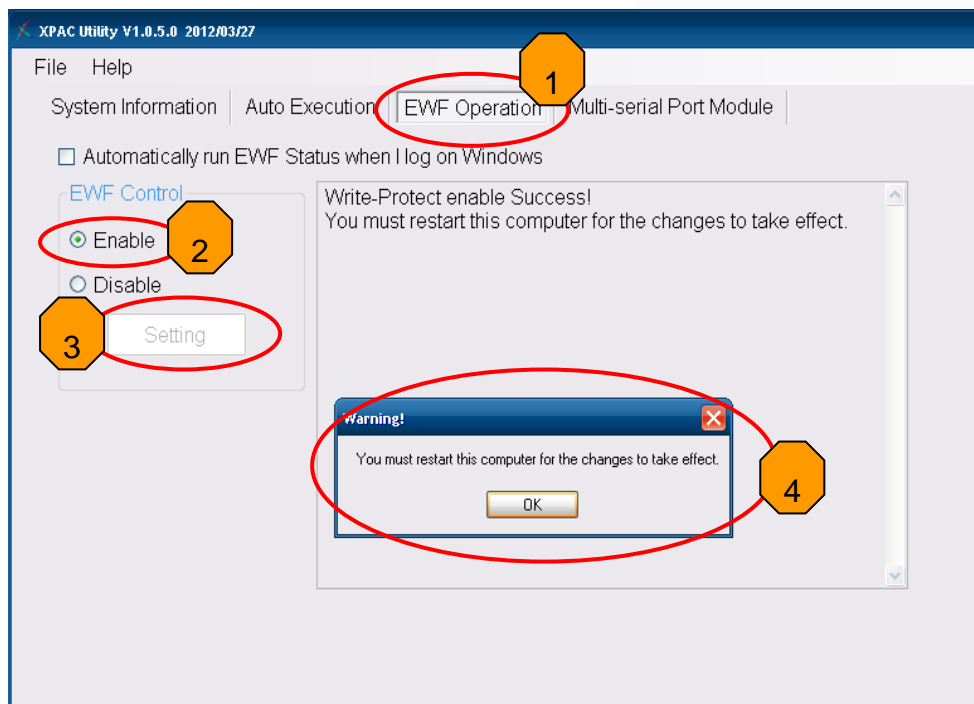 XPAC Utility V1.0.5.0 2012/03/27
File Help
1
System Information Auto Execution EWF Operation Multi-serial Port Module
Automatically run EWF Status when I log on Windows
EWF Control
Enable
2
Disable
3
Setting
Write-Protect enable Success!
You must restart this computer for the changes to take effect.
Warning!
You must restart this computer for the changes to take effect.
OK
4